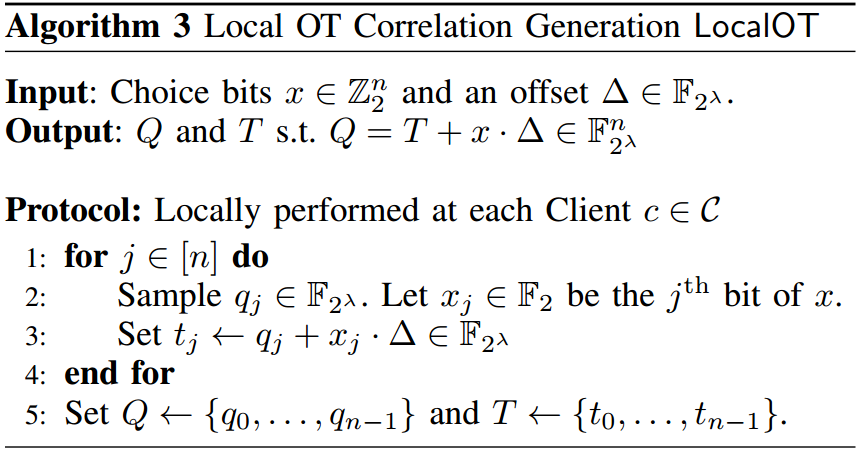 Algorithm 3 Local OT Correlation Generation LocalOT
Input: Choice bits $x \in \mathbb{Z}_2^n$ and an offset $\Delta \in \mathbb{F}_{2^\lambda}$.
Output: $Q$ and $T$ s.t. $Q = T + x \cdot \Delta \in \mathbb{F}_{2^\lambda}^n$
Protocol: Locally performed at each Client $c \in \mathcal{C}$
1: for $j \in [n]$ do
2: Sample $q_j \in \mathbb{F}_{2^\lambda}$. Let $x_j \in \mathbb{F}_2$ be the $j^{\text{th}}$ bit of $x$.
3: Set $t_j \leftarrow q_j + x_j \cdot \Delta \in \mathbb{F}_{2^\lambda}$
4: end for
5: Set $Q \leftarrow \{q_0, \ldots, q_{n-1}\}$ and $T \leftarrow \{t_0, \ldots, t_{n-1}\}$.